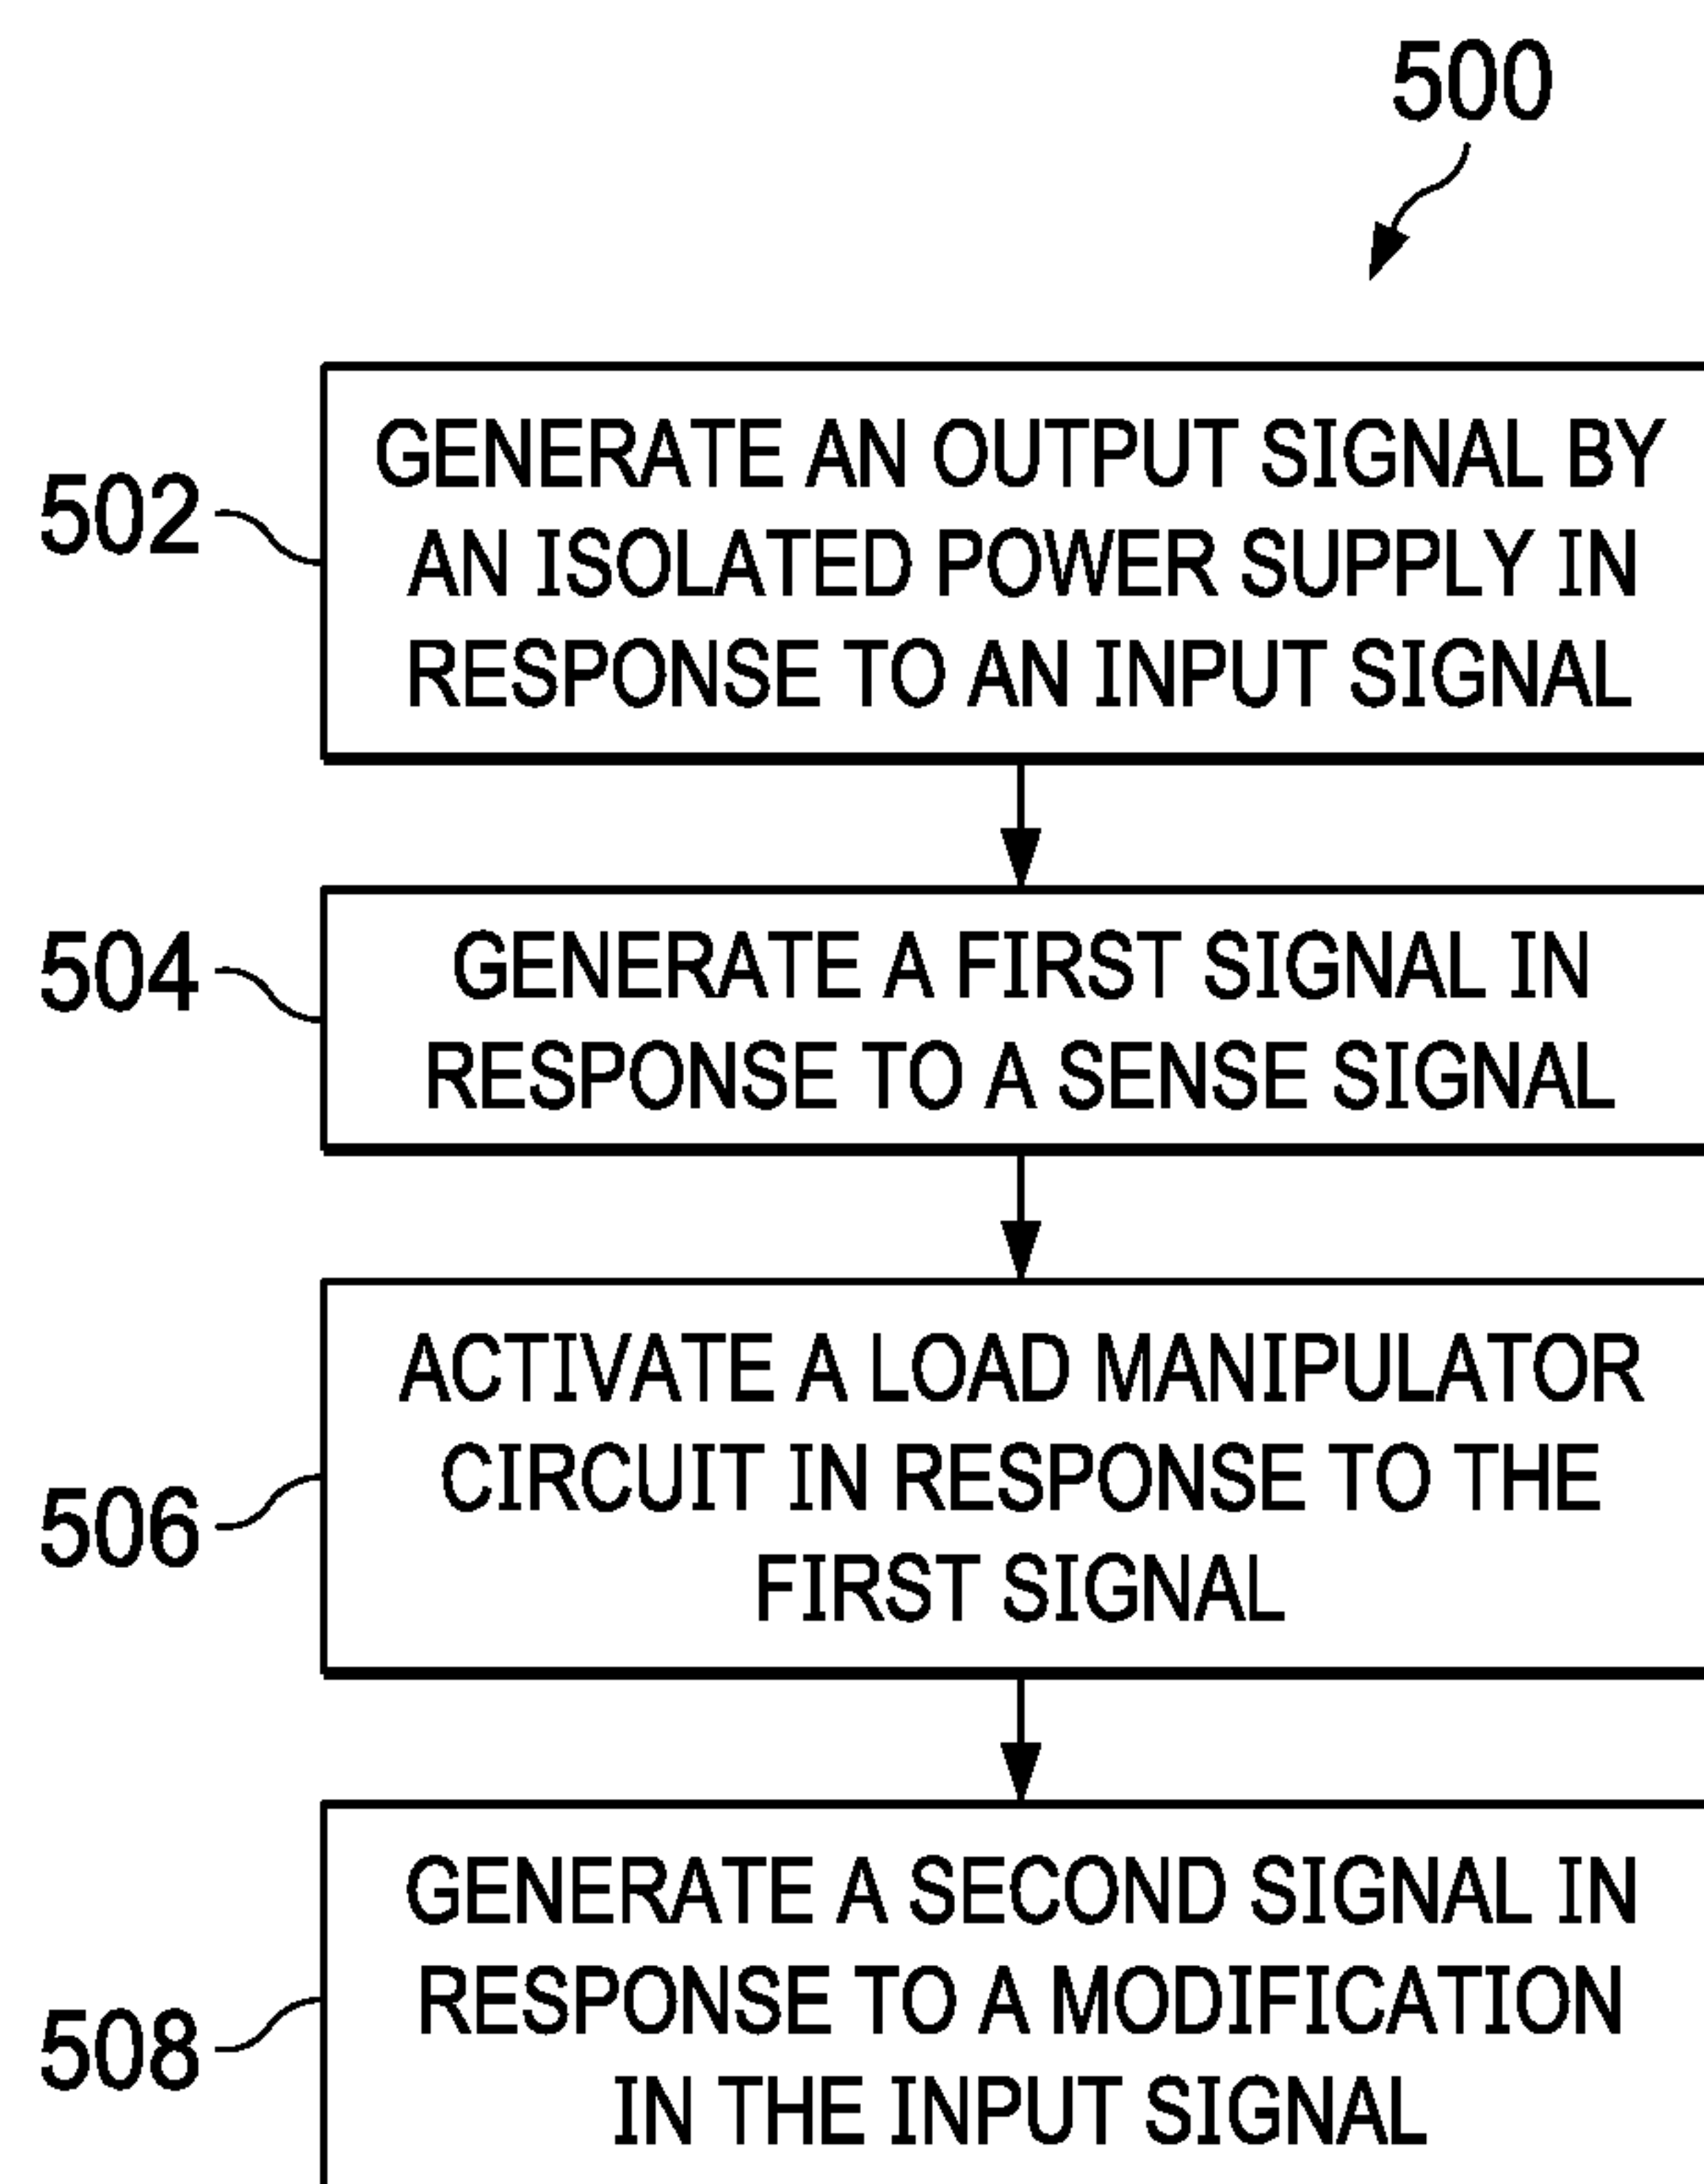 500
502
GENERATE AN OUTPUT SIGNAL BY
AN ISOLATED POWER SUPPLY IN
RESPONSE TO AN INPUT SIGNAL
504
GENERATE A FIRST SIGNAL IN
RESPONSE TO A SENSE SIGNAL
506
ACTIVATE A LOAD MANIPULATOR
CIRCUIT IN RESPONSE TO THE
FIRST SIGNAL
508
GENERATE A SECOND SIGNAL IN
RESPONSE TO A MODIFICATION
IN THE INPUT SIGNAL